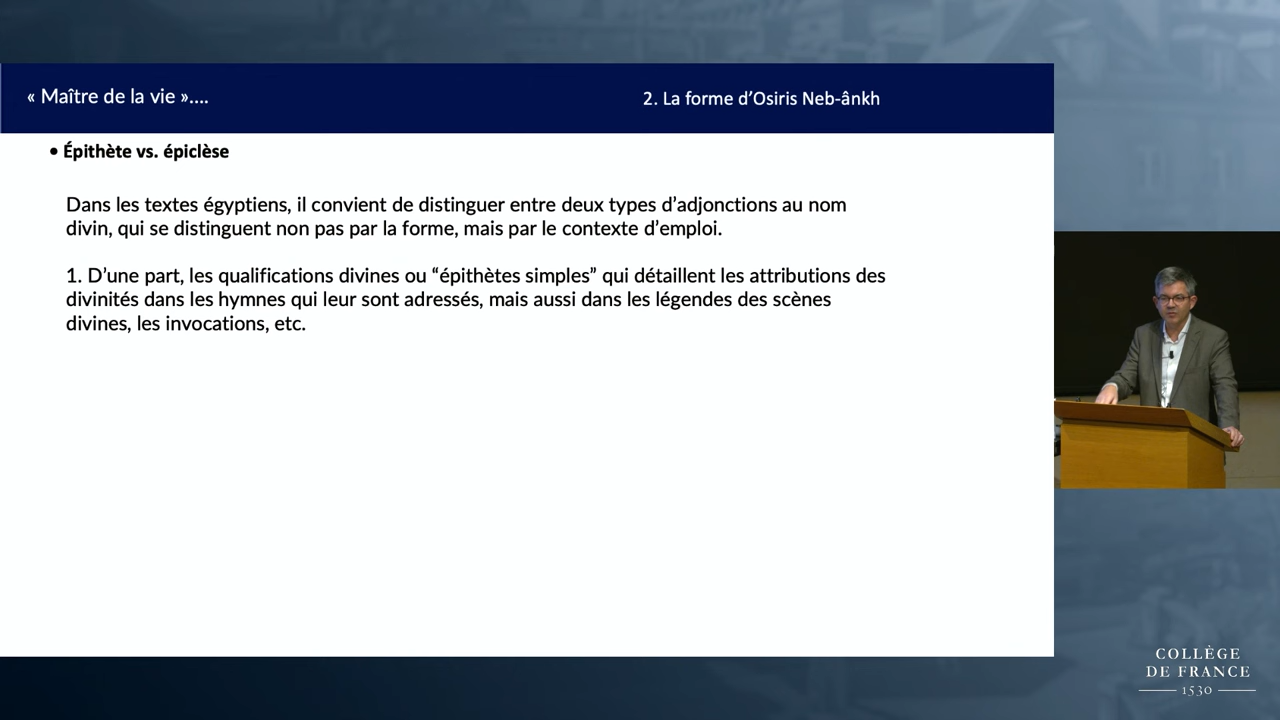 « Maître de la vie »....
2. La forme d’Osiris Neb-ânkh
• Épithète vs. épiclèse
Dans les textes égyptiens, il convient de distinguer entre deux types d’adjonctions au nom
divin, qui se distinguent non pas par la forme, mais par le contexte d’emploi.
1. D’une part, les qualifications divines ou “épithètes simples” qui détaillent les attributions des
divinités dans les hymnes qui leur sont adressés, mais aussi dans les légendes des scènes
divines, les invocations, etc.
COLLÈGE
DE FRANCE
1530